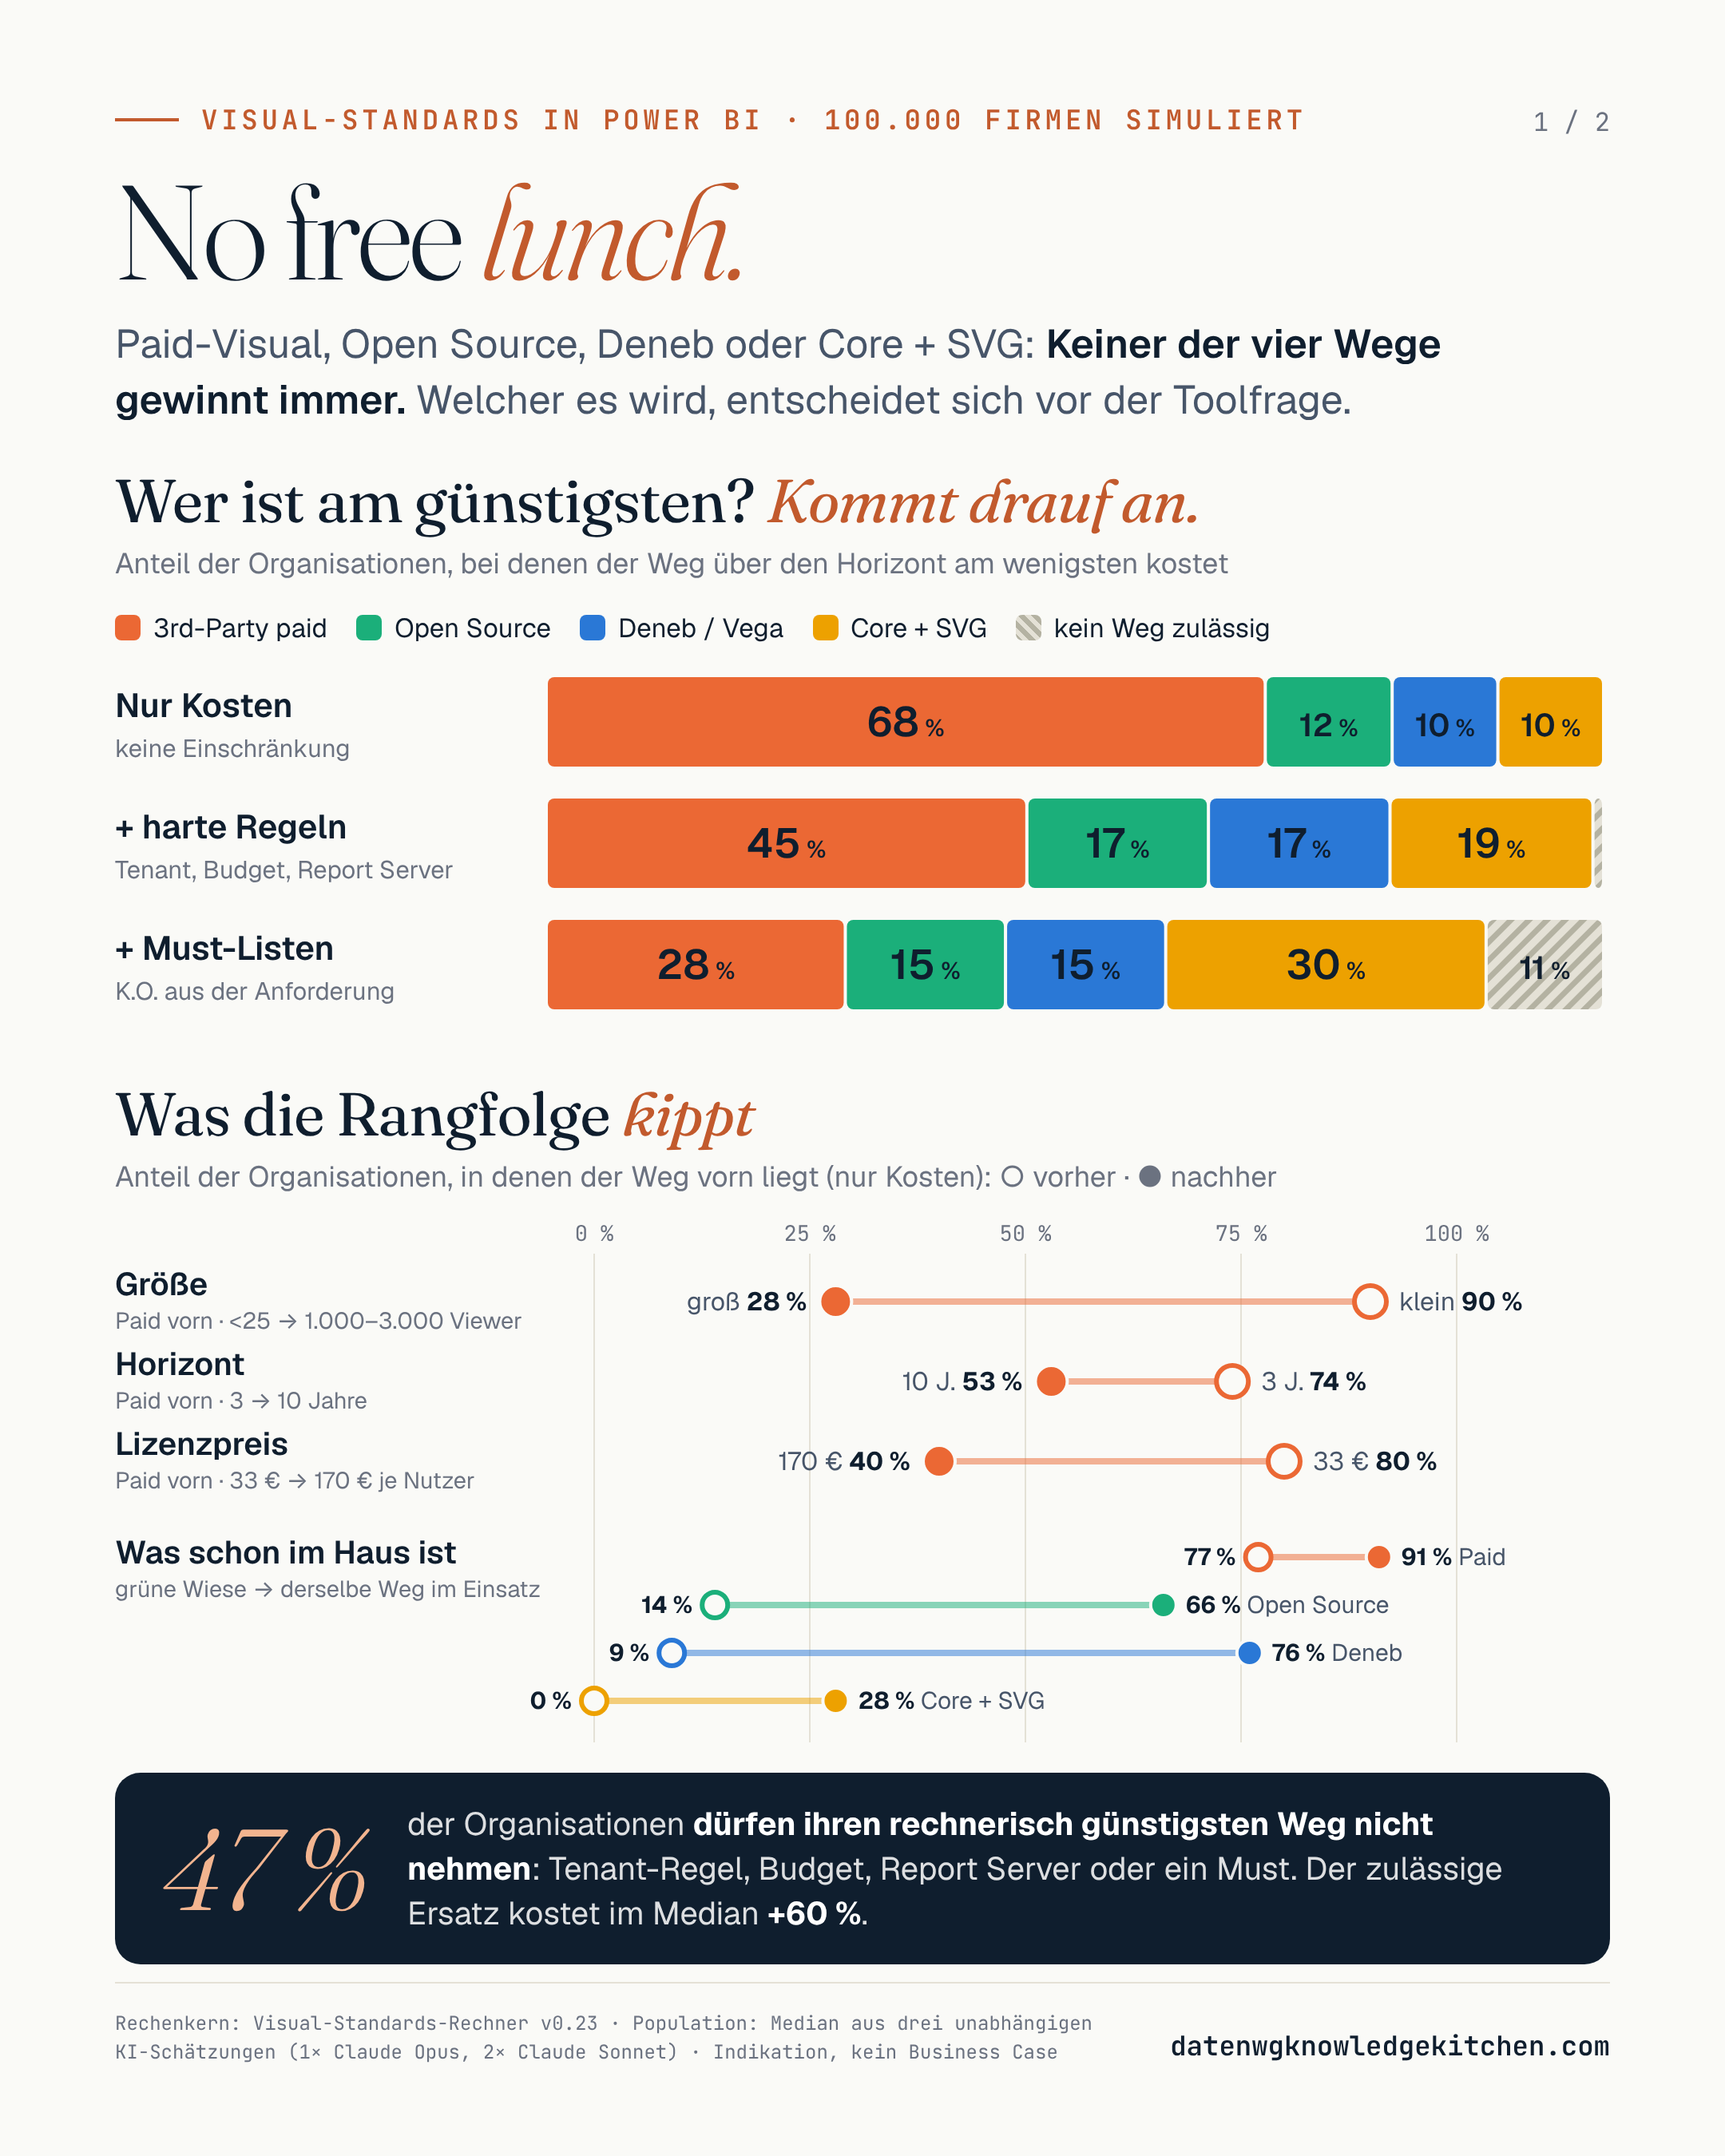 VISUAL-STANDARDS IN POWER BI · 100.000 FIRMEN SIMULIERT
1 / 2
No free lunch.
Paid-Visual, Open Source, Deneb oder Core + SVG: Keiner der vier Wege
gewinnt immer. Welcher es wird, entscheidet sich vor der Toolfrage.
Wer ist am günstigsten? Kommt drauf an.
Anteil der Organisationen, bei denen der Weg über den Horizont am wenigsten kostet
3rd-Party paid Open Source Deneb / Vega Core + SVG kein Weg zulässig
Nur Kosten
keine Einschränkung
68 % 12 % 10 % 10 %
+ harte Regeln
Tenant, Budget, Report Server
45 % 17 % 17 % 19 %
+ Must-Listen
K.O. aus der Anforderung
28 % 15 % 15 % 30 % 11 %
Was die Rangfolge kippt
Anteil der Organisationen, in denen der Weg vorn liegt (nur Kosten): ○ vorher · ● nachher
0 % 25 % 50 % 75 % 100 %
Größe
Paid vorn · <25 → 1.000–3.000 Viewer
groß 28 % klein 90 %
Horizont
Paid vorn · 3 → 10 Jahre
10 J. 53 % 3 J. 74 %
Lizenzpreis
Paid vorn · 33 € → 170 € je Nutzer
170 € 40 % 33 € 80 %
Was schon im Haus ist
grüne Wiese → derselbe Weg im Einsatz
77 % 91 % Paid
14 % 66 % Open Source
9 % 76 % Deneb
0 % 28 % Core + SVG
47 %
der Organisationen dürfen ihren rechnerisch günstigsten Weg nicht
nehmen: Tenant-Regel, Budget, Report Server oder ein Must. Der zulässige
Ersatz kostet im Median +60 %.
Rechenkern: Visual-Standards-Rechner v0.23 · Population: Median aus drei unabhängigen
KI-Schätzungen (1× Claude Opus, 2× Claude Sonnet) · Indikation, kein Business Case
datenwgknowledgekitchen.com